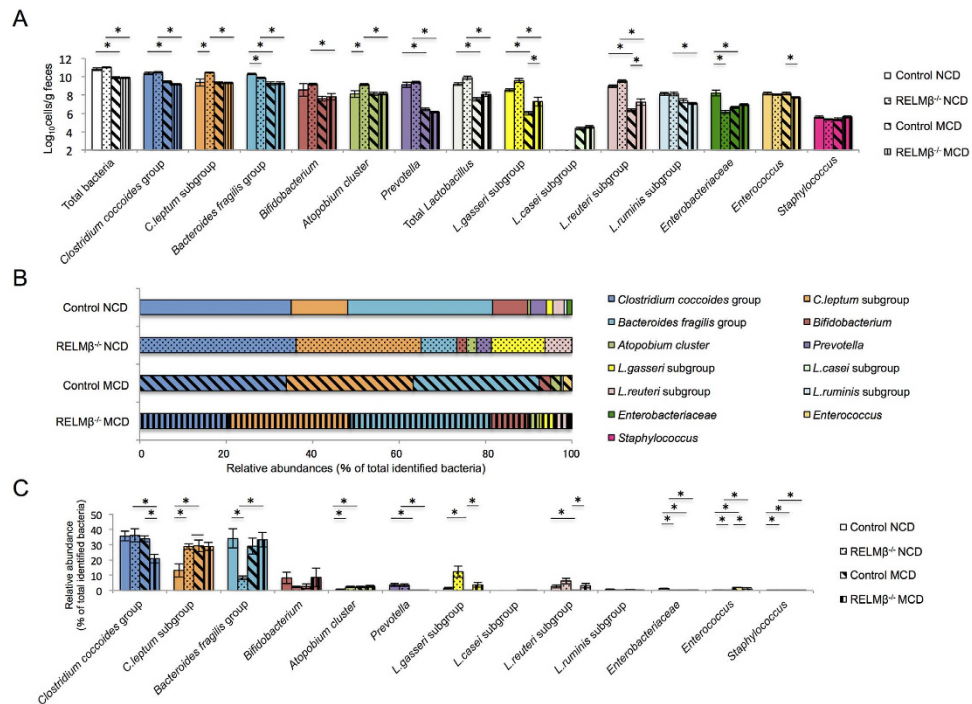 A
Log10cells/g feces
12
10
8
6
4
2
* * * * * * * * * * * *
* * * * * * * * * *
* * *
Total bacteria
Clostridium coccoides group
C.leptum subgroup
Bacteroides fragilis group
Bifidobacterium
Atopobium cluster
Prevotella
Total Lactobacillus
L.gasseri subgroup
L.casei subgroup
L.reuteri subgroup
L.ruminis subgroup
Enterobacteriaceae
Enterococcus
Staphylococcus
Control NCD
RELMβ-/- NCD
Control MCD
RELMβ-/- MCD
B
Control NCD
RELMβ-/- NCD
Control MCD
RELMβ-/- MCD
0 20 40 60 80 100
Relative abundances (% of total identified bacteria)
Clostridium coccoides group
C.leptum subgroup
Bacteroides fragilis group
Bifidobacterium
Atopobium cluster
Prevotella
L.gasseri subgroup
L.casei subgroup
L.reuteri subgroup
L.ruminis subgroup
Enterobacteriaceae
Enterococcus
Staphylococcus
C
Relative abundance
(% of total identified bacteria)
50
40
30
20
10
0
Clostridium coccoides group
C.leptum subgroup
Bacteroides fragilis group
Bifidobacterium
Atopobium cluster
Prevotella
L.gasseri subgroup
L.casei subgroup
L.reuteri subgroup
L.ruminis subgroup
Enterobacteriaceae
Enterococcus
Staphylococcus
Control NCD
RELMβ-/- NCD
Control MCD
RELMβ-/- MCD